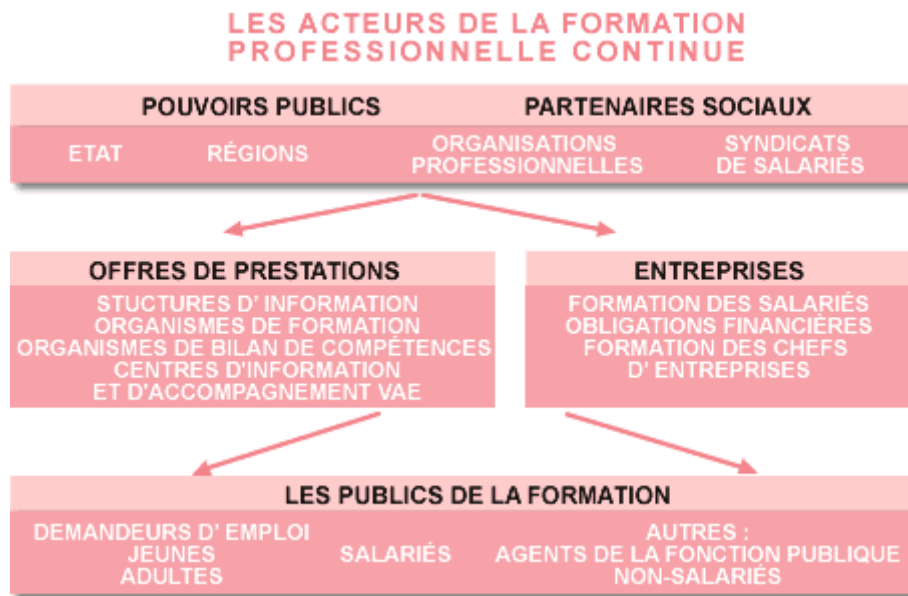 LES ACTEURS DE LA FORMATION
PROFESSIONNELLE CONTINUE
POUVOIRS PUBLICS
PARTENAIRES SOCIAUX
ETAT
RÉGIONS
ORGANISATIONS
PROFESSIONNELLES
SYNDICATS
DE SALARIÉS
OFFRES DE PRESTATIONS
STUCTURES D' INFORMATION
ORGANISMES DE FORMATION
ORGANISMES DE BILAN DE COMPÉTENCES
CENTRES D'INFORMATION
ET D'ACCOMPAGNEMENT VAE
ENTREPRISES
FORMATION DES SALARIÉS
OBLIGATIONS FINANCIÈRES
FORMATION DES CHEFS
D' ENTREPRISES
LES PUBLICS DE LA FORMATION
DEMANDEURS D' EMPLOI
JEUNES
ADULTES
SALARIÉS
AUTRES :
AGENTS DE LA FONCTION PUBLIQUE
NON-SALARIÉS